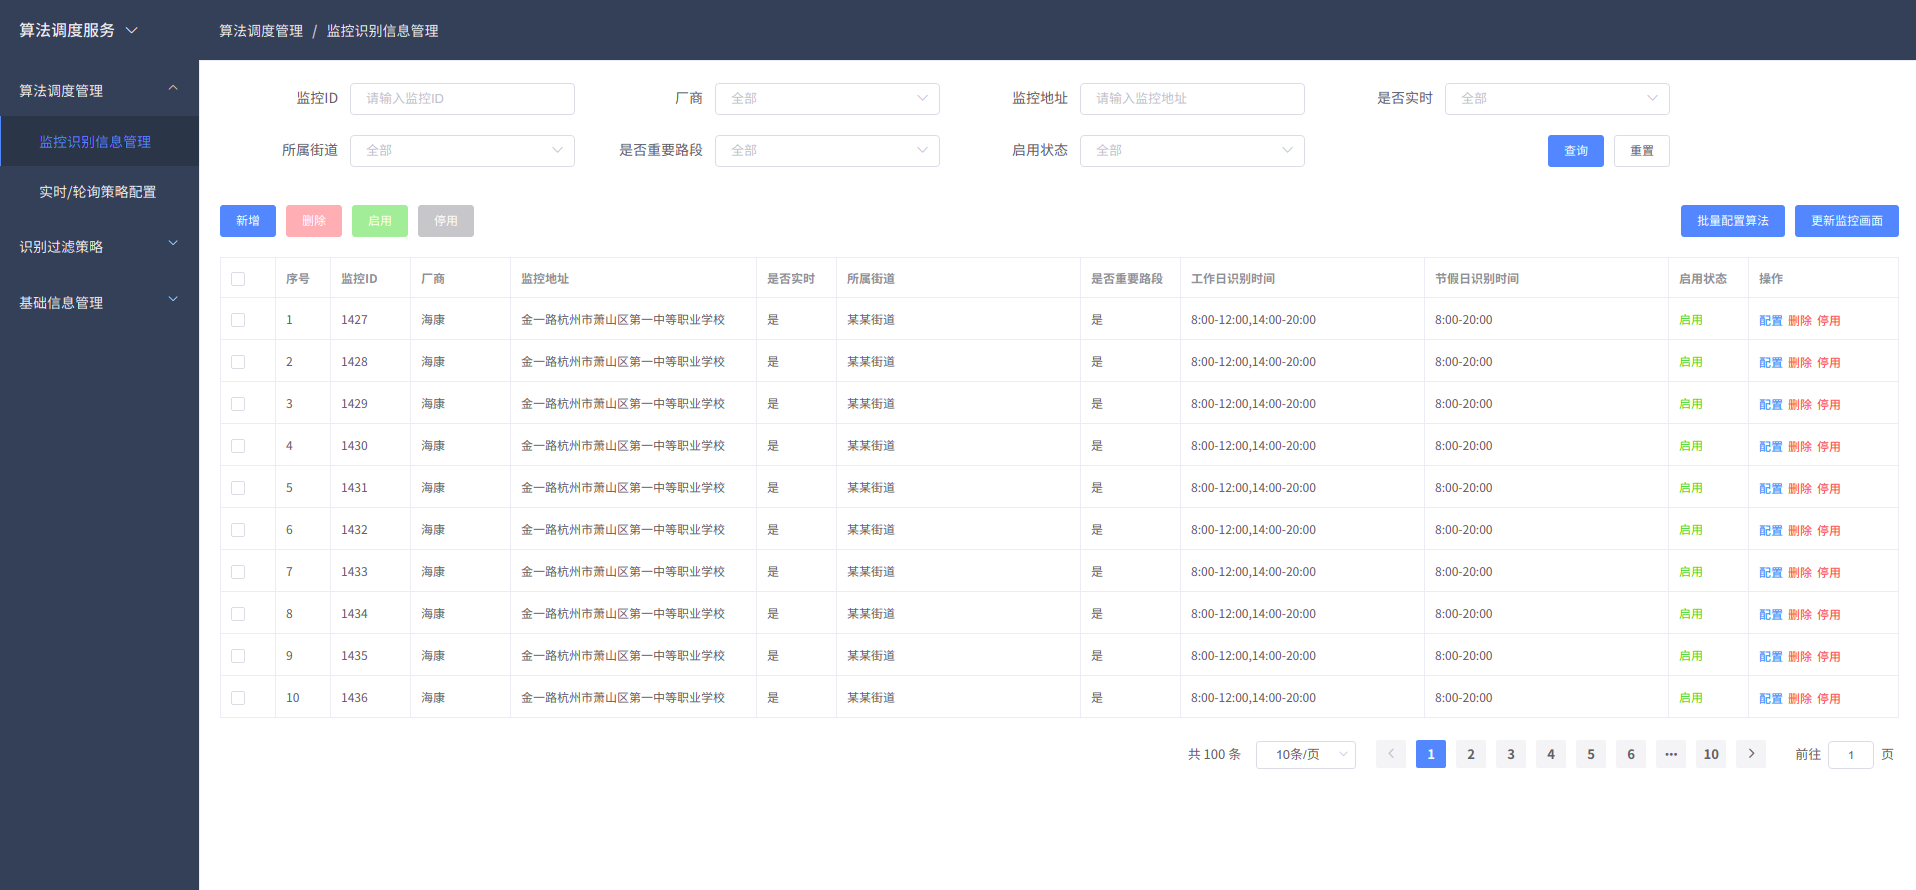 算法调度服务
算法调度管理 / 监控识别信息管理
算法调度管理
监控识别信息管理
实时/轮询策略配置
识别过滤策略
基础信息管理
监控ID 请输入监控ID 厂商 全部 监控地址 请输入监控地址 是否实时 全部
所属街道 全部 是否重要路段 全部 启用状态 全部 查询 重置
新增 删除 启用 停用 批量配置算法 更新监控画面
序号 监控ID 厂商 监控地址 是否实时 所属街道 是否重要路段 工作日识别时间 节假日识别时间 启用状态 操作
1 1427 海康 金一路杭州市萧山区第一中等职业学校 是 某某街道 是 8:00-12:00,14:00-20:00 8:00-20:00 启用 配置 删除 停用
2 1428 海康 金一路杭州市萧山区第一中等职业学校 是 某某街道 是 8:00-12:00,14:00-20:00 8:00-20:00 启用 配置 删除 停用
3 1429 海康 金一路杭州市萧山区第一中等职业学校 是 某某街道 是 8:00-12:00,14:00-20:00 8:00-20:00 启用 配置 删除 停用
4 1430 海康 金一路杭州市萧山区第一中等职业学校 是 某某街道 是 8:00-12:00,14:00-20:00 8:00-20:00 启用 配置 删除 停用
5 1431 海康 金一路杭州市萧山区第一中等职业学校 是 某某街道 是 8:00-12:00,14:00-20:00 8:00-20:00 启用 配置 删除 停用
6 1432 海康 金一路杭州市萧山区第一中等职业学校 是 某某街道 是 8:00-12:00,14:00-20:00 8:00-20:00 启用 配置 删除 停用
7 1433 海康 金一路杭州市萧山区第一中等职业学校 是 某某街道 是 8:00-12:00,14:00-20:00 8:00-20:00 启用 配置 删除 停用
8 1434 海康 金一路杭州市萧山区第一中等职业学校 是 某某街道 是 8:00-12:00,14:00-20:00 8:00-20:00 启用 配置 删除 停用
9 1435 海康 金一路杭州市萧山区第一中等职业学校 是 某某街道 是 8:00-12:00,14:00-20:00 8:00-20:00 启用 配置 删除 停用
10 1436 海康 金一路杭州市萧山区第一中等职业学校 是 某某街道 是 8:00-12:00,14:00-20:00 8:00-20:00 启用 配置 删除 停用
共 100 条 10条/页 1 2 3 4 5 6 ••• 10 前往 1 页